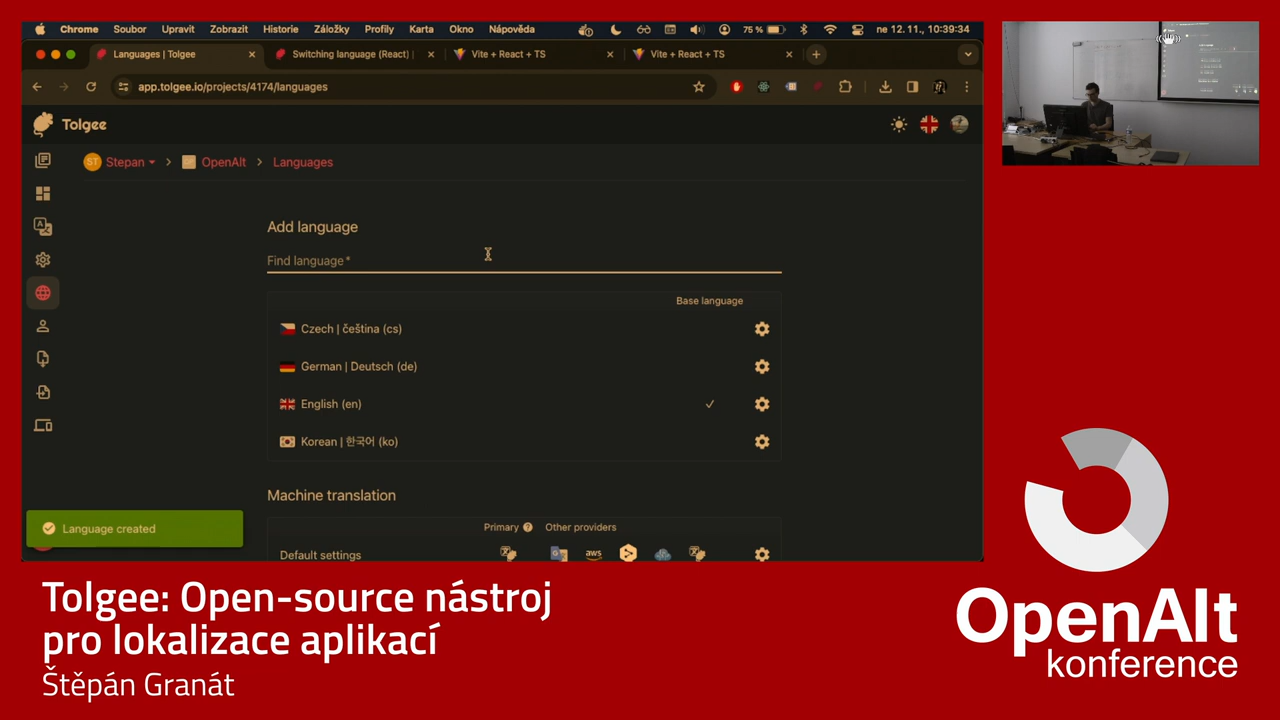 Chrome Soubor Upravit Zobrazit Historie Záložky Profily Karta Okno Nápověda 75 % ne 12. 11., 10:39:34
Languages | Tolgee Switching language (React) | Vite + React + TS Vite + React + TS
app.tolgee.io/projects/4174/languages
Tolgee
ST Stepan OpenAlt Languages
Add language
Find language*
Base language
Czech | čeština (cs)
German | Deutsch (de)
English (en)
Korean | 한국어 (ko)
Machine translation
Primary Other providers
Default settings aws
Language created
Tolgee: Open-source nástroj
pro lokalizace aplikací
Štěpán Granát
OpenAlt
konference